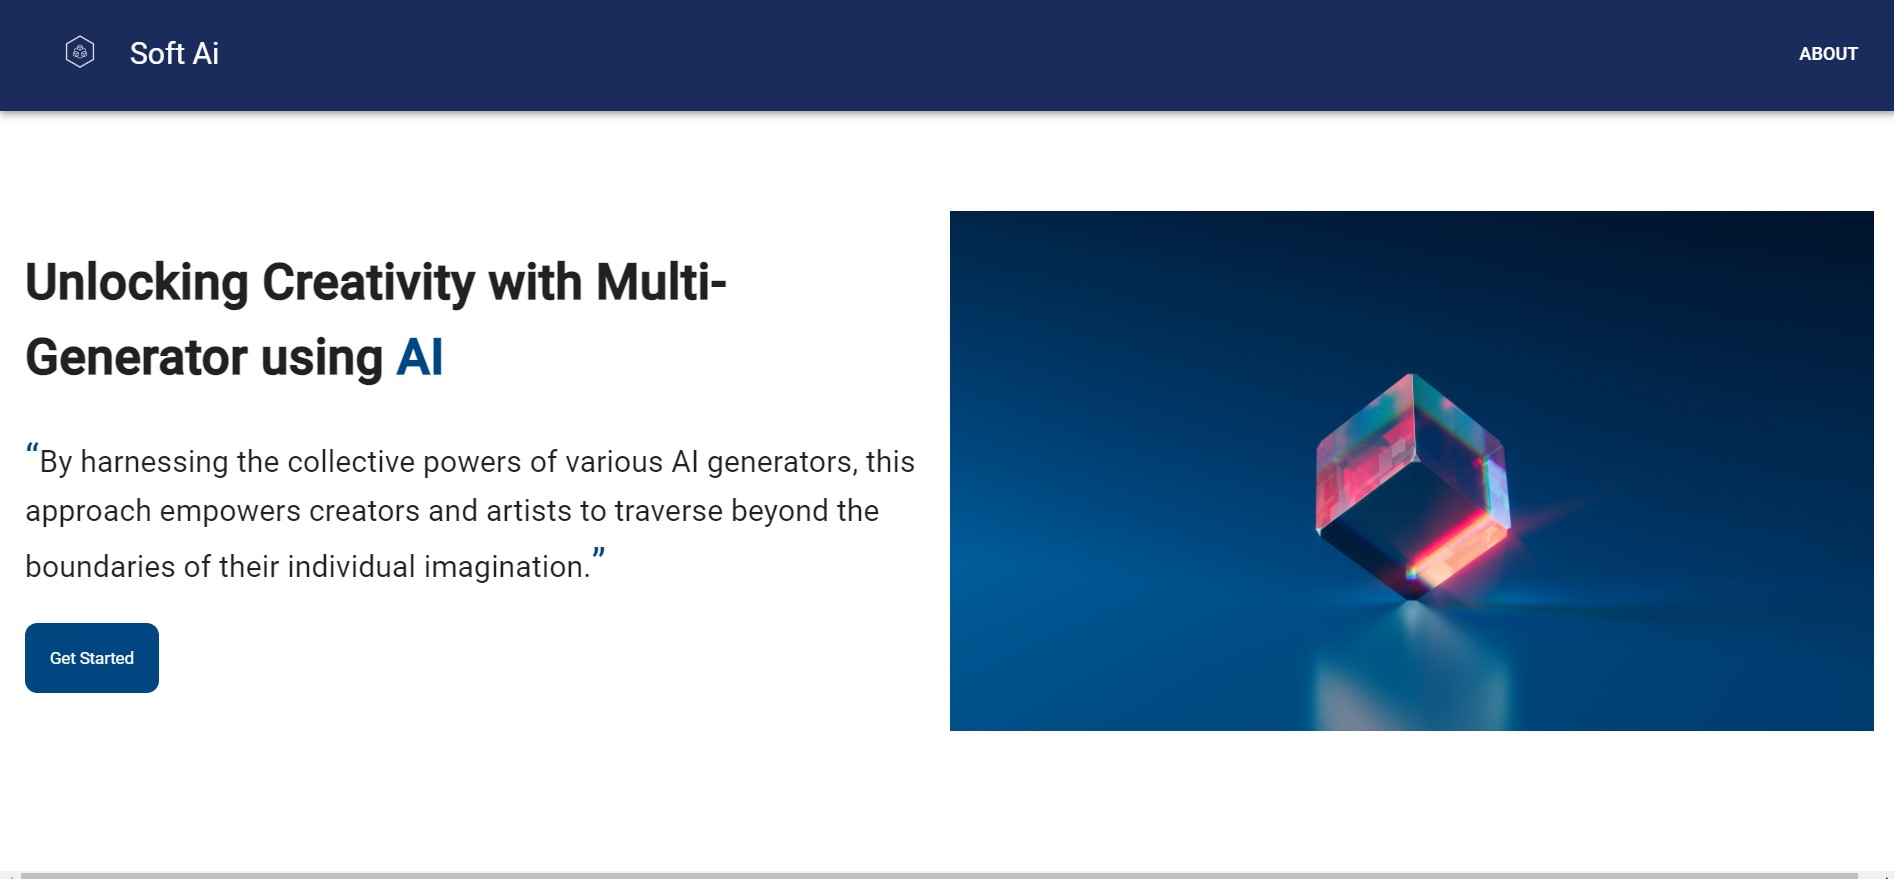 Soft Ai
ABOUT
Unlocking Creativity with Multi-
Generator using AI
“By harnessing the collective powers of various AI generators, this
approach empowers creators and artists to traverse beyond the
boundaries of their individual imagination.”
Get Started